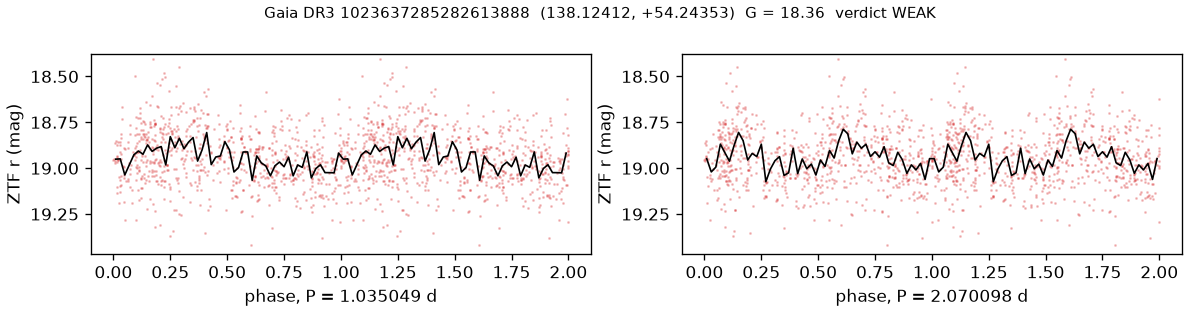 Gaia DR3 1023637285282613888  (138.12412, +54.24353)  G = 18.36  verdict WEAK
ZTF r (mag)
18.50
18.75
19.00
19.25
0.00 0.25 0.50 0.75 1.00 1.25 1.50 1.75 2.00
phase, P = 1.035049 d
ZTF r (mag)
18.50
18.75
19.00
19.25
0.00 0.25 0.50 0.75 1.00 1.25 1.50 1.75 2.00
phase, P = 2.070098 d